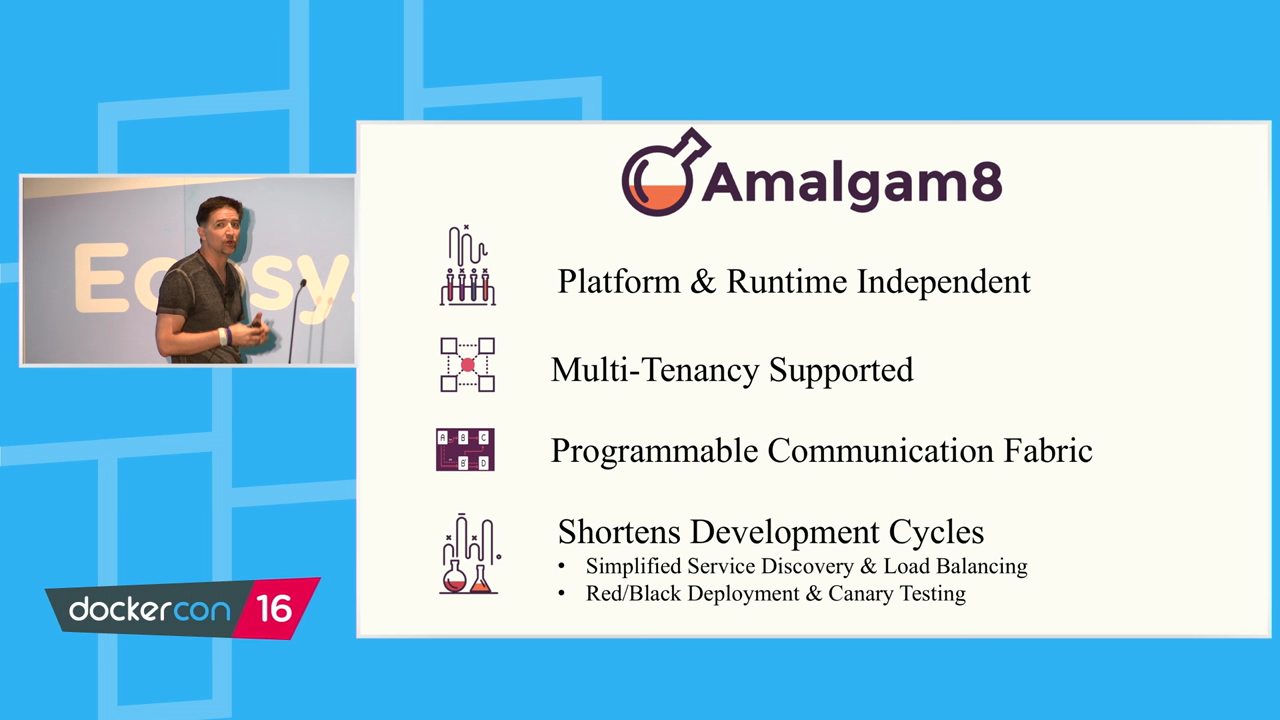 Amalgam8
Platform & Runtime Independent
Multi-Tenancy Supported
A B C
B' D
Programmable Communication Fabric
Shortens Development Cycles
• Simplified Service Discovery & Load Balancing
• Red/Black Deployment & Canary Testing
dockercon 16